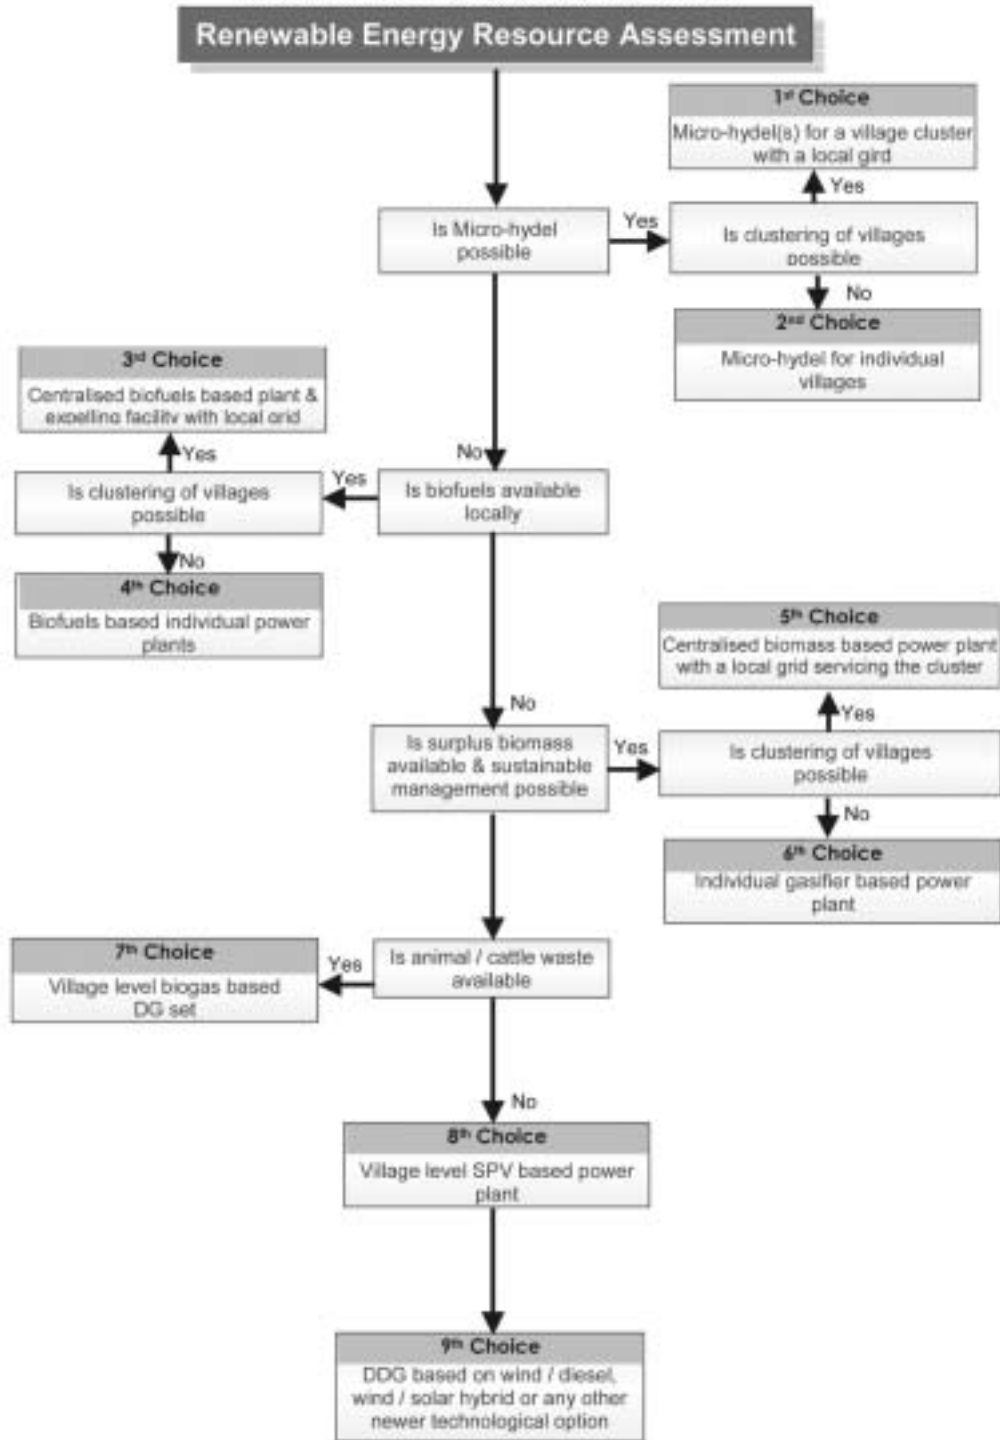 Renewable Energy Resource Assessment
1st Choice
Micro-hydel(s) for a village cluster
with a local gird
Yes
Is Micro-hydel
possible
Yes
Is clustering of villages
possible
No
2nd Choice
Micro-hydel for individual
villages
3rd Choice
Centralised biofuels based plant &
expelling facility with local grid
Yes
No
Is clustering of villages
possible
Yes
Is biofuels available
locally
No
4th Choice
Biofuels based individual power
plants
5th Choice
Centralised biomass based power plant
with a local grid servicing the cluster
No
Yes
Is surplus biomass
available & sustainable
management possible
Yes
Is clustering of villages
possible
No
6th Choice
Individual gasifier based power
plant
7th Choice
Village level biogas based
DG set
Yes
Is animal / cattle waste
available
No
8th Choice
Village level SPV based power
plant
9th Choice
DDG based on wind / diesel,
wind / solar hybrid or any other
newer technological option